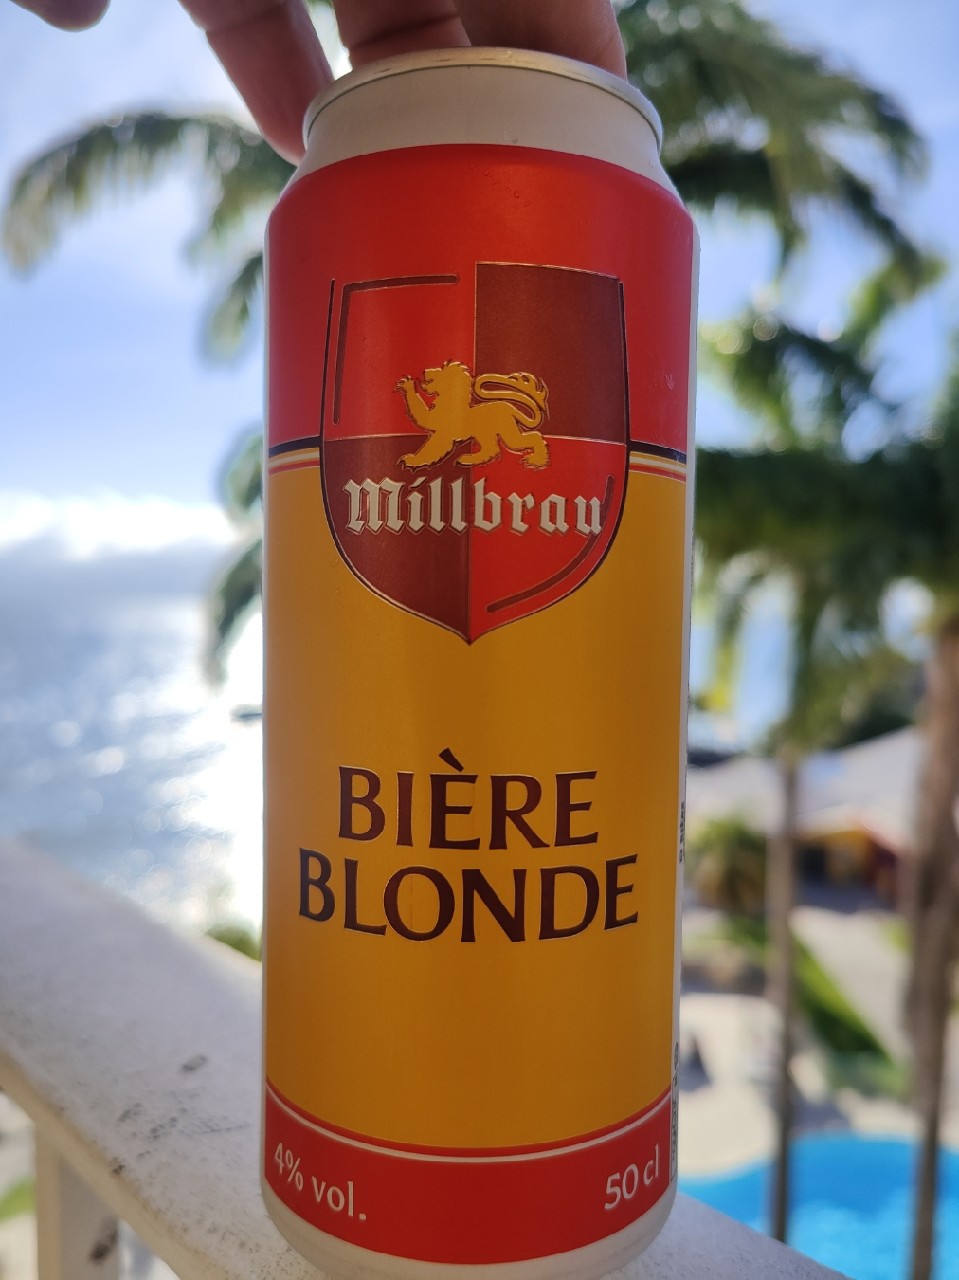 Millbrau
BIÈRE
BLONDE
4% vol.
50 cl